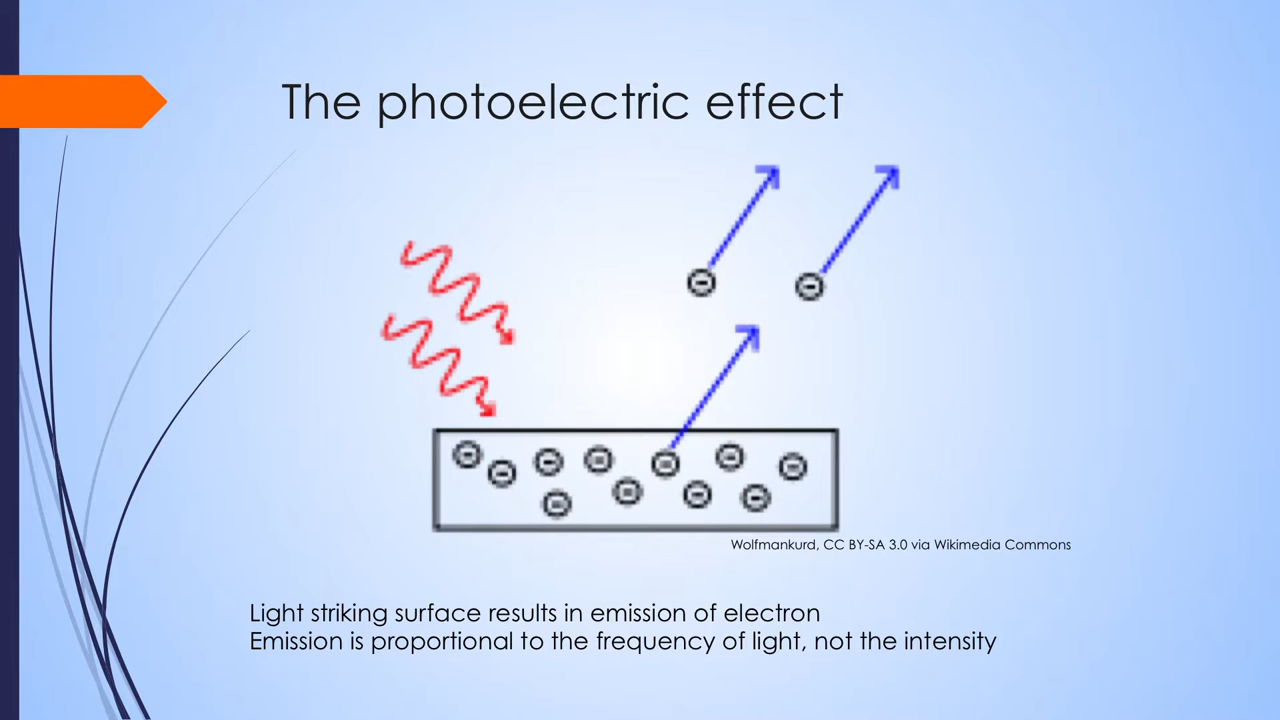 The photoelectric effect
Wolfmankurd, CC BY-SA 3.0 via Wikimedia Commons
Light striking surface results in emission of electron
Emission is proportional to the frequency of light, not the intensity